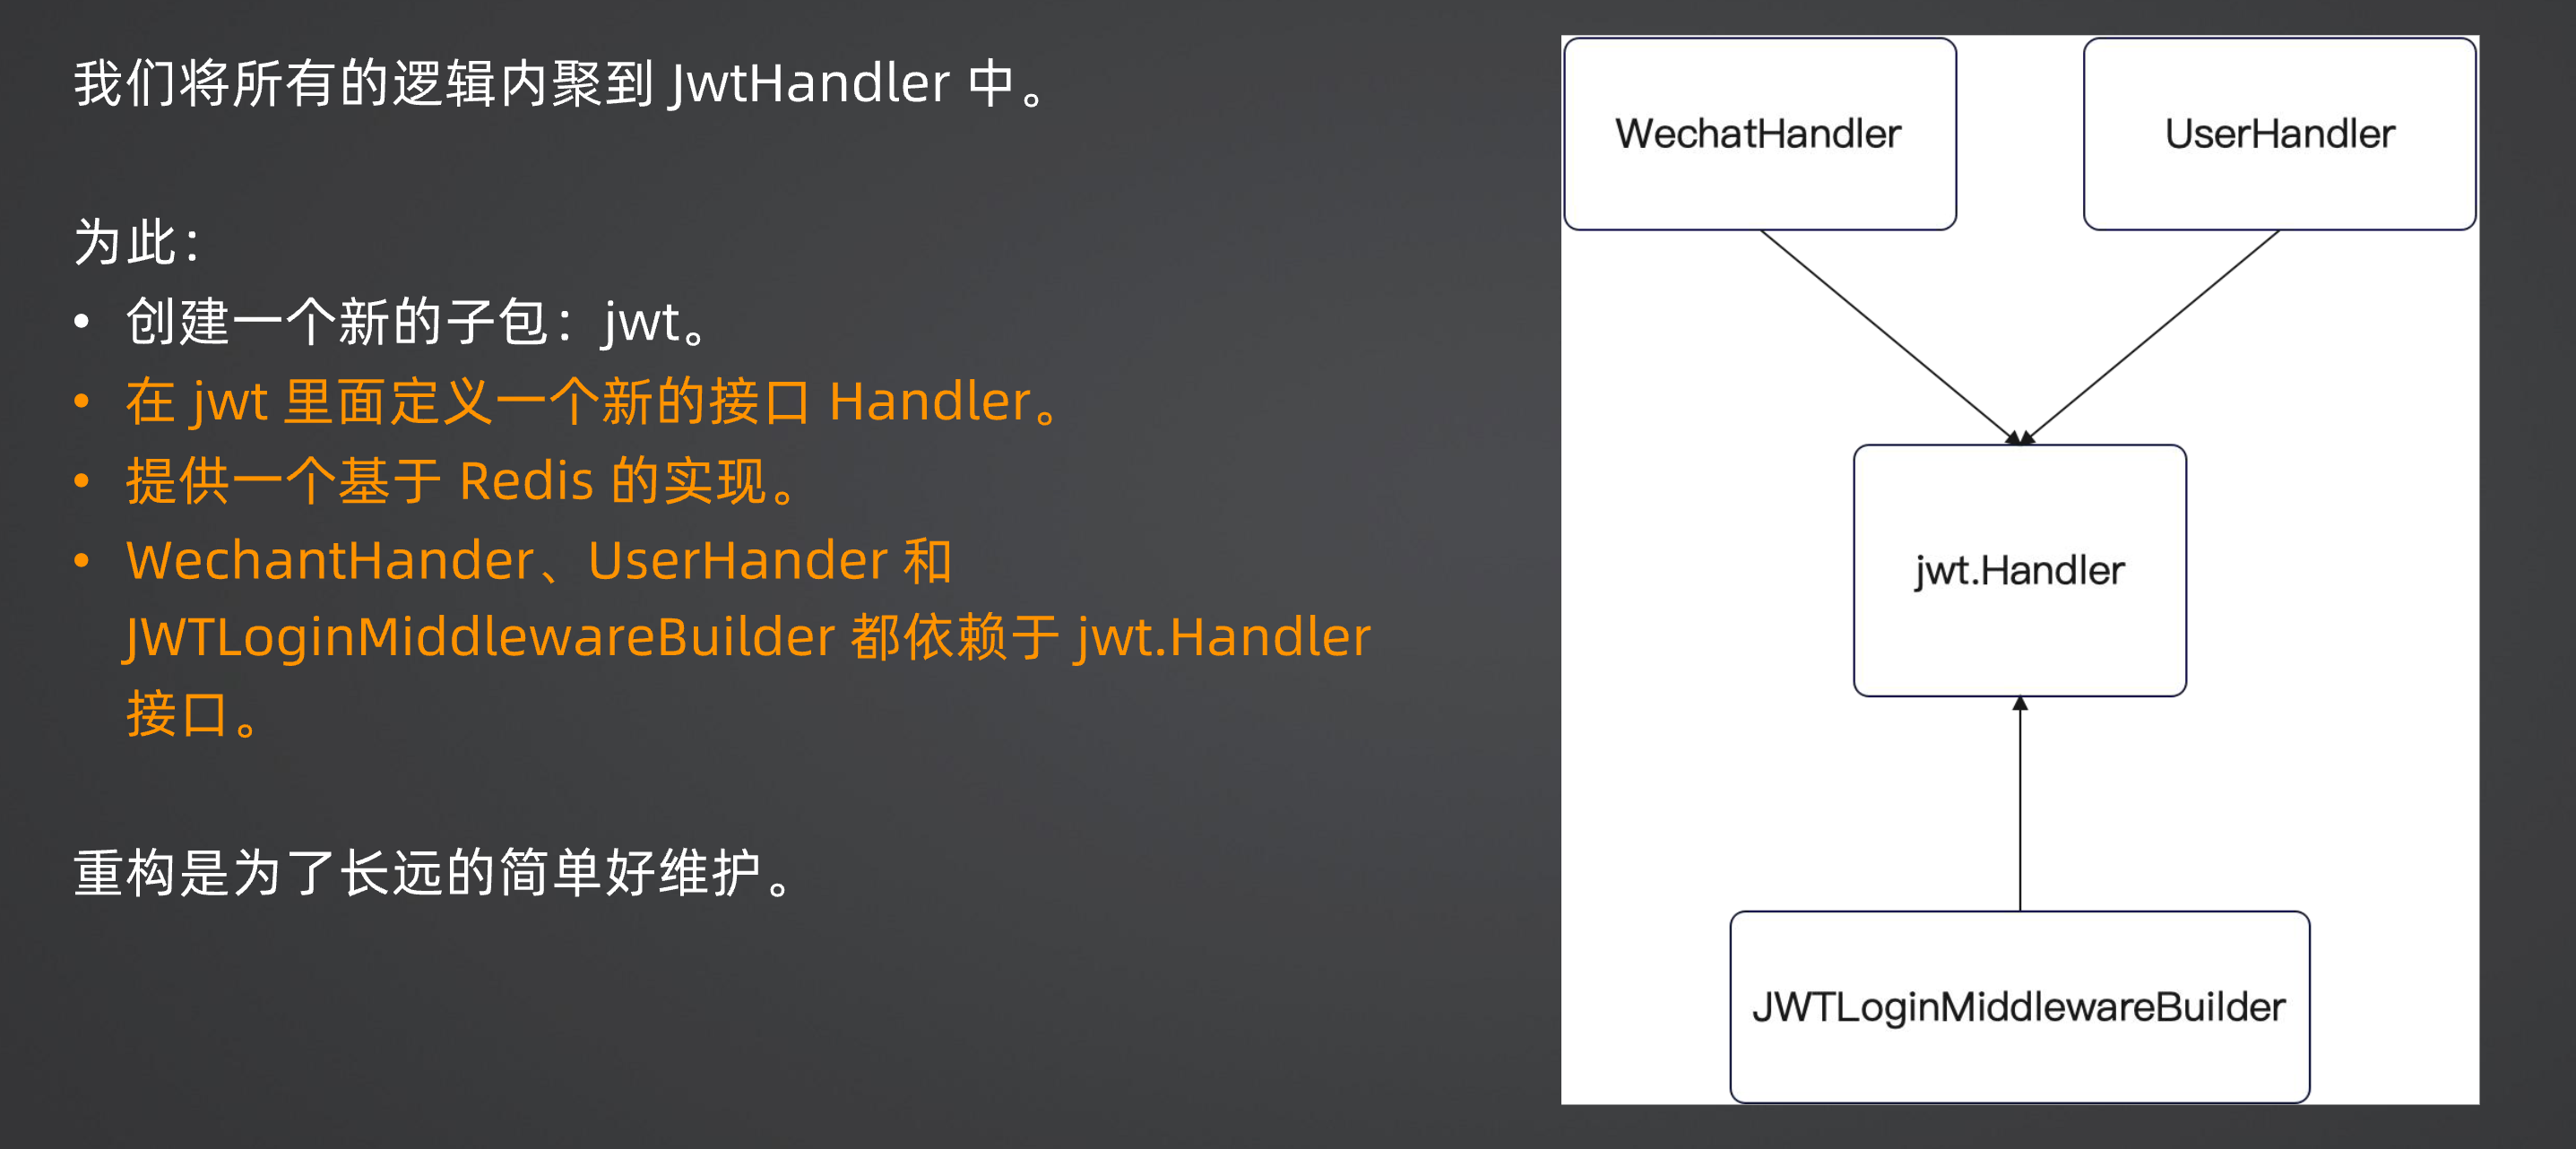 我们将所有的逻辑内聚到 JwtHandler 中。
为此：
• 创建一个新的子包：jwt。
• 在 jwt 里面定义一个新的接口 Handler。
• 提供一个基于 Redis 的实现。
• WechantHander、UserHander 和
JWTLoginMiddlewareBuilder 都依赖于 jwt.Handler
接口。
重构是为了长远的简单好维护。
WechatHandler
UserHandler
jwt.Handler
JWTLoginMiddlewareBuilder